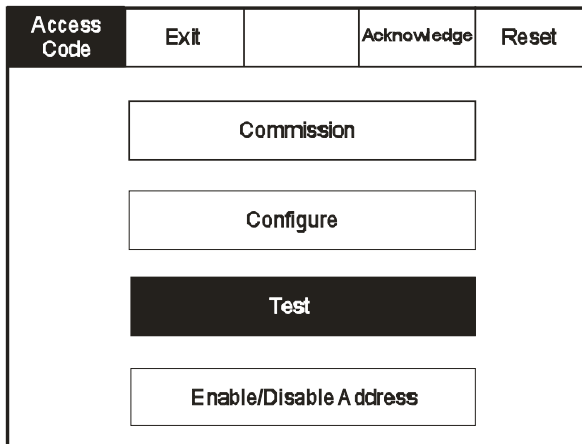 Access
Code
Exit
Acknowledge
Reset
Commission
Configure
Test
Enable/Disable Address